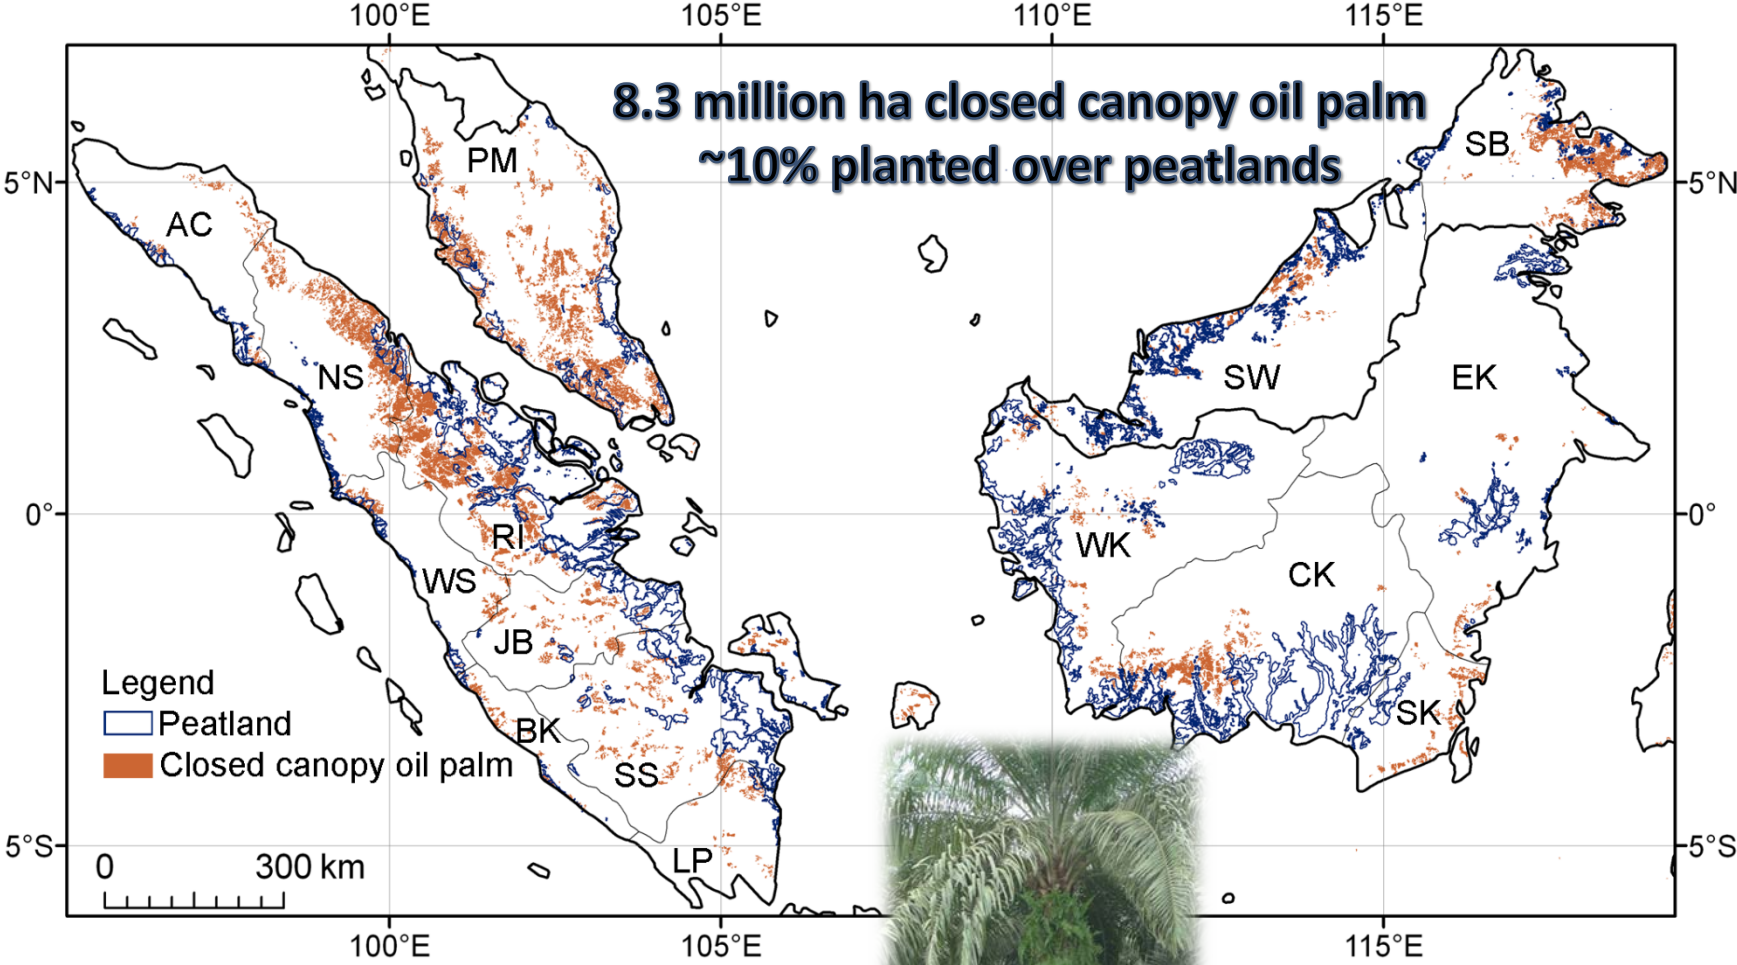 100°E 105°E 110°E 115°E
8.3 million ha closed canopy oil palm
~10% planted over peatlands
PM
SB
5°N
5°N
AC
NS
SW
EK
0°
0°
RI
WK
WS
CK
JB
Legend
Peatland
SK
BK
Closed canopy oil palm
SS
5°S
5°S
LP
0 300 km
100°E 105°E 115°E